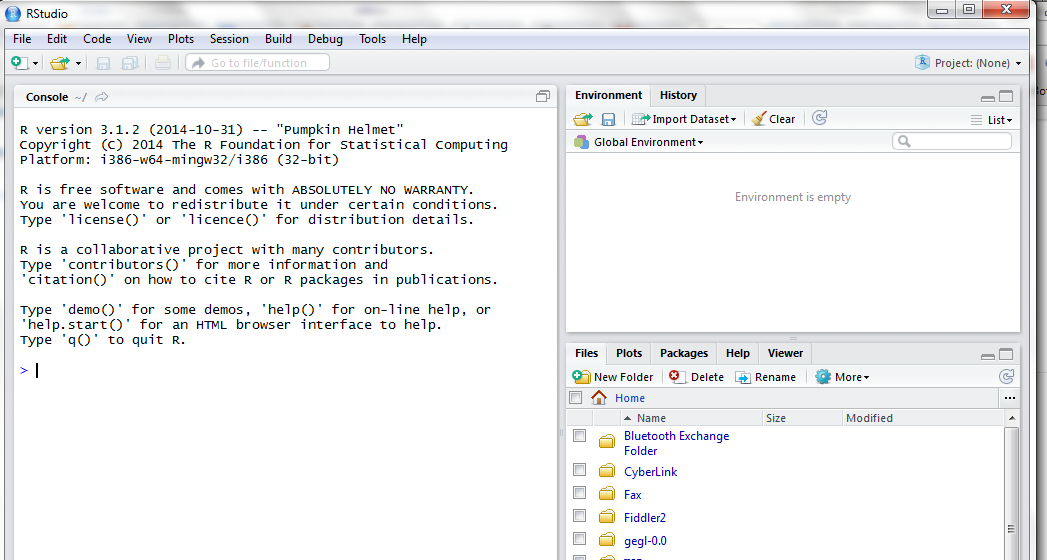 RStudio
File Edit Code View Plots Session Build Debug Tools Help
Go to file/function
Project: (None)
Console ~/
R version 3.1.2 (2014-10-31) -- "Pumpkin Helmet"
Copyright (C) 2014 The R Foundation for Statistical Computing
Platform: i386-w64-mingw32/i386 (32-bit)
R is free software and comes with ABSOLUTELY NO WARRANTY.
You are welcome to redistribute it under certain conditions.
Type 'license()' or 'licence()' for distribution details.
R is a collaborative project with many contributors.
Type 'contributors()' for more information and
'citation()' on how to cite R or R packages in publications.
Type 'demo()' for some demos, 'help()' for on-line help, or
'help.start()' for an HTML browser interface to help.
Type 'q()' to quit R.
>
Environment History
Import Dataset Clear List
Global Environment
Environment is empty
Files Plots Packages Help Viewer
New Folder Delete Rename More
Home ...
Name Size Modified
Bluetooth Exchange
Folder
CyberLink
Fax
Fiddler2
gegl-0.0